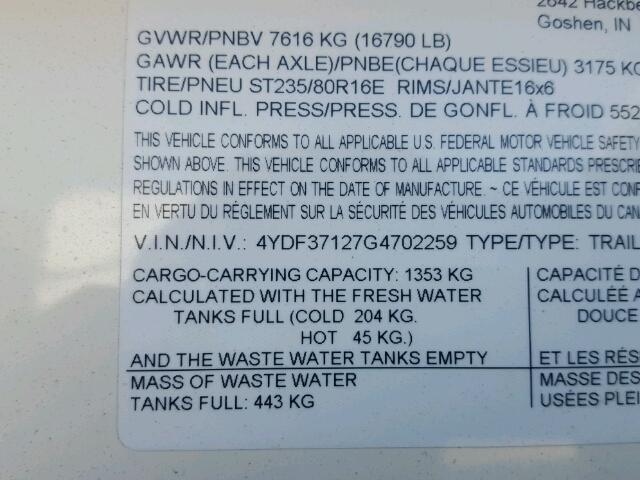 2642 Hackbe
Goshen, IN
GVWR/PNBV 7616 KG (16790 LB)
GAWR (EACH AXLE)/PNBE(CHAQUE ESSIEU) 3175 KG
TIRE/PNEU ST235/80R16E RIMS/JANTE16x6
COLD INFL. PRESS/PRESS. DE GONFL. À FROID 552
THIS VEHICLE CONFORMS TO ALL APPLICABLE U.S. FEDERAL MOTOR VEHICLE SAFETY
SHOWN ABOVE. THIS VEHICLE CONFORMS TO ALL APPLICABLE STANDARDS PRESCRIE
REGULATIONS IN EFFECT ON THE DATE OF MANUFACTURE. ~ CE VÉHICULE EST CONF
EN VERTU DU RÉGLEMENT SUR LA SÉCURITÉ DES VÉHICULES AUTOMOBILES DU CAN
V.I.N./N.I.V.: 4YDF37127G4702259 TYPE/TYPE: TRAIL
CARGO-CARRYING CAPACITY: 1353 KG
CALCULATED WITH THE FRESH WATER
TANKS FULL (COLD 204 KG.
HOT 45 KG.)
AND THE WASTE WATER TANKS EMPTY
MASS OF WASTE WATER
TANKS FULL: 443 KG
CAPACITÉ D
CALCULÉE A
DOUCE
ET LES RÉS
MASSE DES
USÉES PLEI